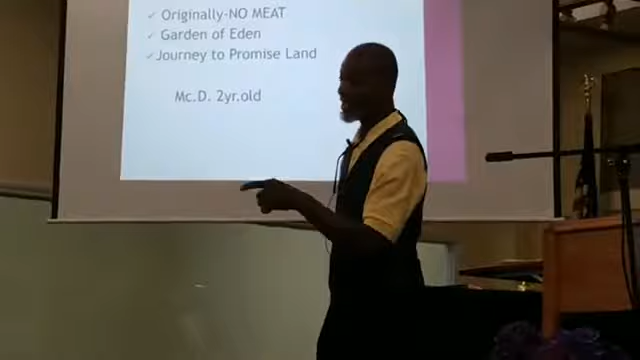 ✓ Originally-NO MEAT
✓ Garden of Eden
✓ Journey to Promise Land
Mc.D. 2yr.old